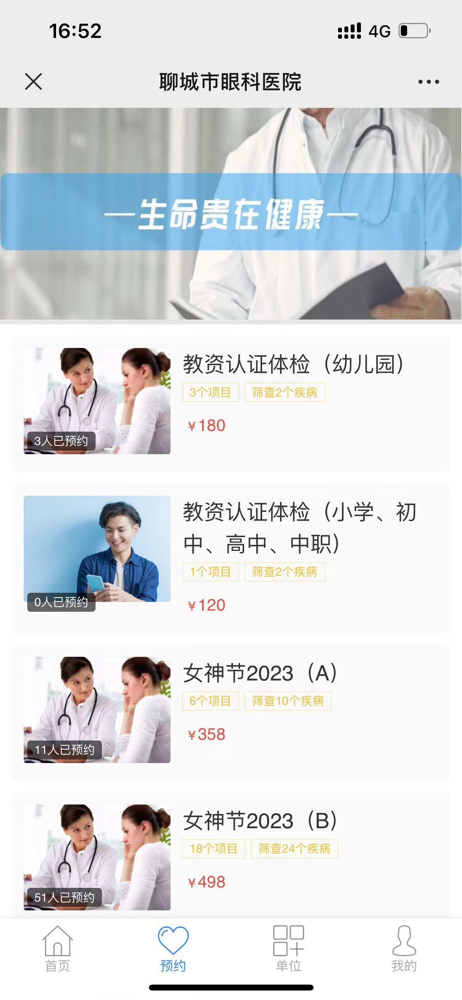 16:52
4G
聊城市眼科医院
—生命贵在健康—
教资认证体检（幼儿园）
3个项目 筛查2个疾病
¥180
3人已预约
教资认证体检（小学、初
中、高中、中职）
1个项目 筛查2个疾病
¥120
0人已预约
女神节2023（A）
6个项目 筛查10个疾病
¥358
11人已预约
女神节2023（B）
18个项目 筛查24个疾病
¥498
51人已预约
首页 预约 单位 我的